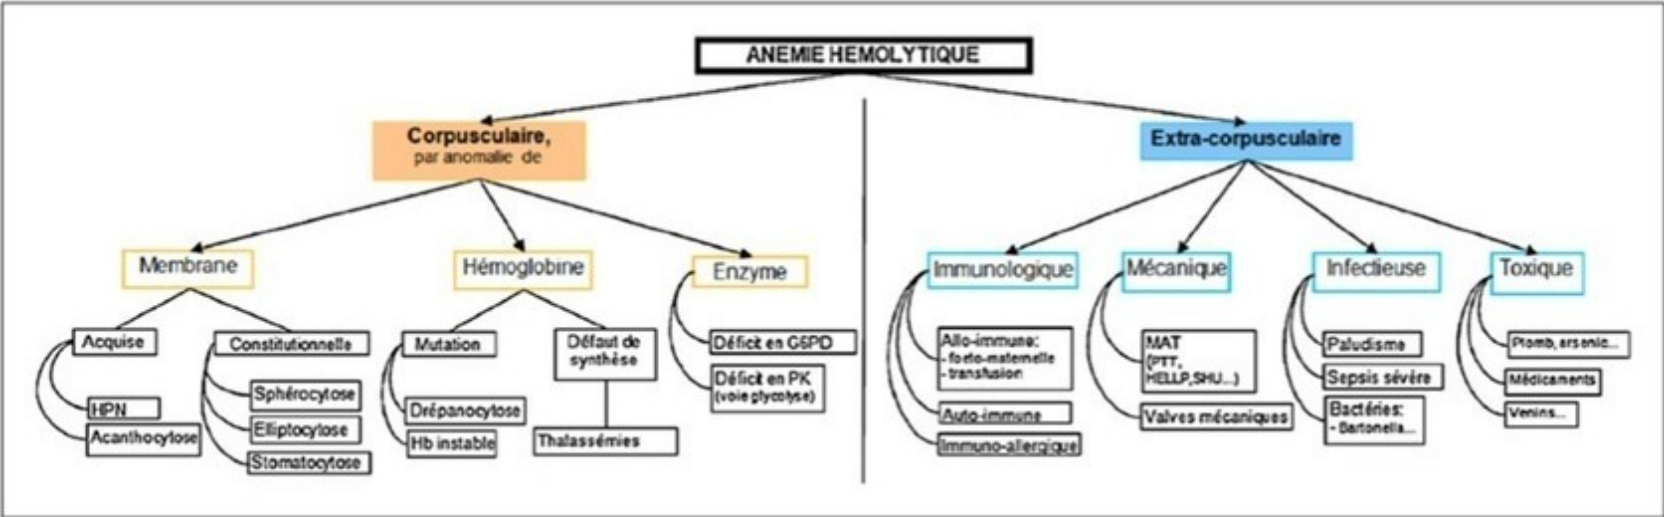 ANEMIE HEMOLYTIQUE
Corpusculaire,
par anomalie de
Extra-corpusculaire
Membrane
Hémoglobine
Enzyme
Immunologique
Mécanique
Infectieuse
Toxique
Acquise
HPN
Acanthocytose
Constitutionnelle
Sphérocytose
Elliptocytose
Stomatocytose
Mutation
Drépanocytose
Hb instable
Défaut de
synthèse
Thalassémies
Déficit en G6PD
Déficit en PK
(voie glycolyse)
Allo-immune:
- foeto-maternelle
- transfusion
Auto-immune
Immuno-allergique
MAT
(PTT,
HELLP,SHU...)
Valves mécaniques
Paludisme
Sepsis sévère
Bactéries:
- Bartonella...
Plomb, arsenic...
Médicaments
Venins...